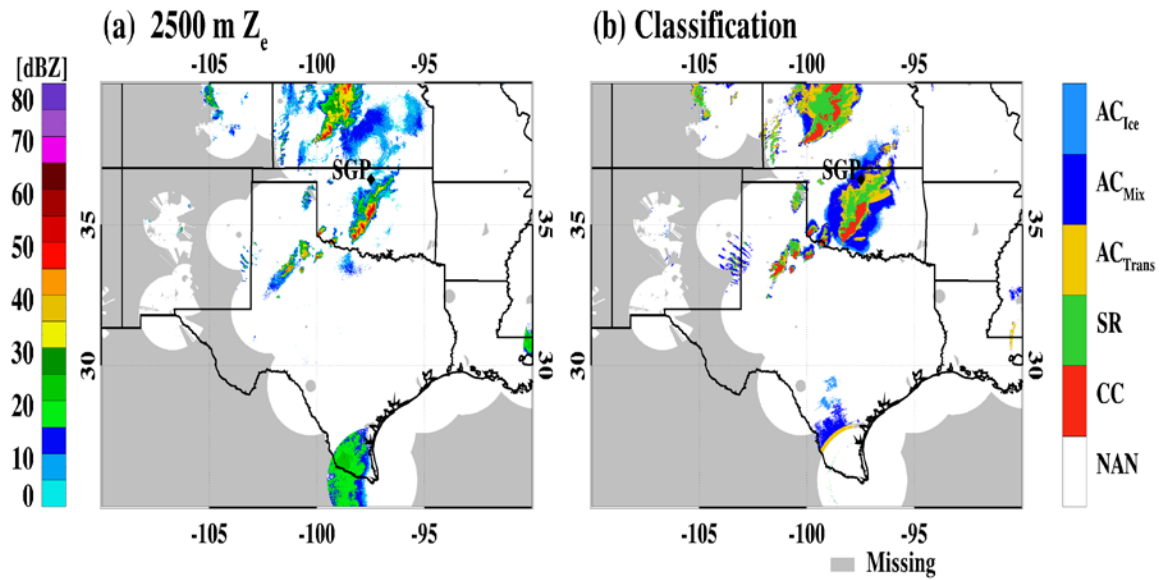 (a) 2500 m Ze
(b) Classification
[dBZ]
-105 -100 -95
-105 -100 -95
80
70
60
50
40
30
20
10
0
SGP
35
30
35
30
SGP
35
30
35
30
ACIce
ACMix
ACTrans
SR
CC
NAN
-105 -100 -95
-105 -100 -95
Missing